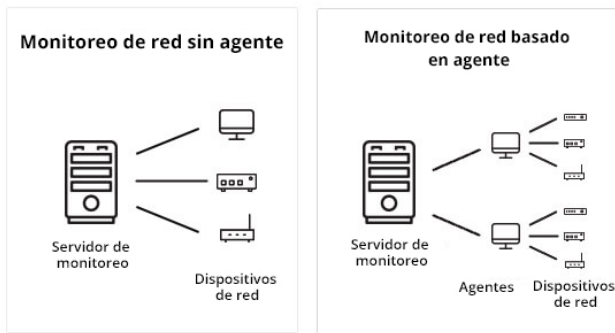 Monitoreo de red sin agente
Servidor de
monitoreo
Dispositivos
de red
Monitoreo de red basado
en agente
Servidor de
monitoreo
Agentes
Dispositivos
de red